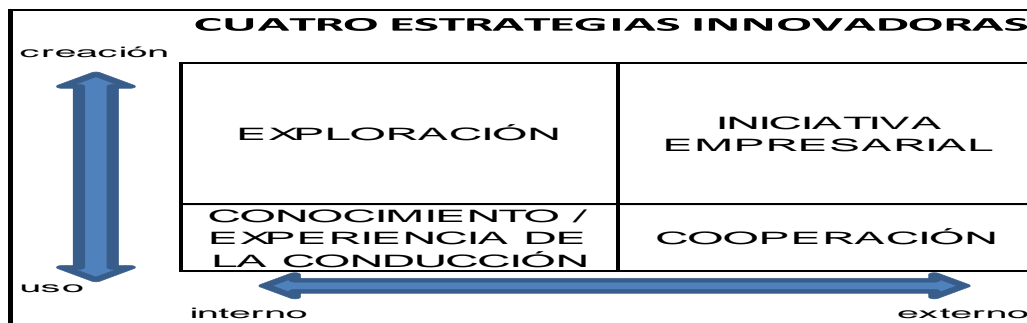 CUATRO ESTRATEGIAS INNOVADORAS
creación
EXPLORACIÓN
INICIATIVA
EMPRESARIAL
CONOCIMIENTO /
EXPERIENCIA DE
LA CONDUCCIÓN
COOPERACIÓN
uso
interno
externo